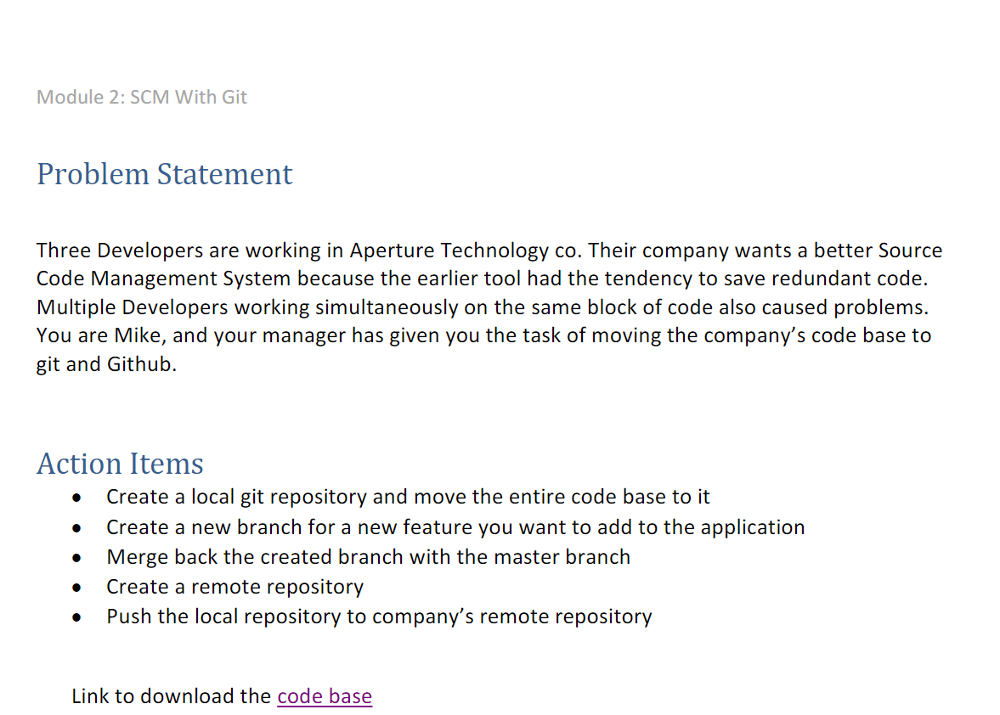 Module 2: SCM With Git
Problem Statement
Three Developers are working in Aperture Technology co. Their company wants a better Source
Code Management System because the earlier tool had the tendency to save redundant code.
Multiple Developers working simultaneously on the same block of code also caused problems.
You are Mike, and your manager has given you the task of moving the company’s code base to
git and Github.
Action Items
• Create a local git repository and move the entire code base to it
• Create a new branch for a new feature you want to add to the application
• Merge back the created branch with the master branch
• Create a remote repository
• Push the local repository to company’s remote repository
Link to download the code base